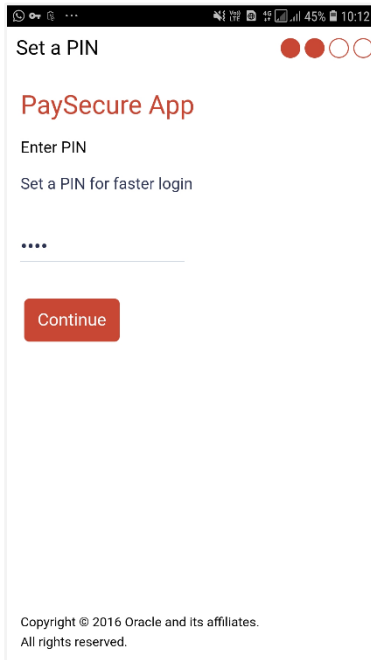 45% 10:12
Set a PIN
PaySecure App
Enter PIN
Set a PIN for faster login
••••
Continue
Copyright © 2016 Oracle and its affiliates.
All rights reserved.